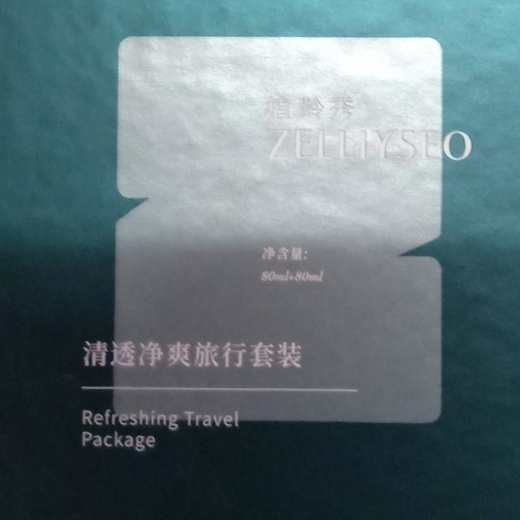 植龄秀
ZELLIYSEO
净含量:
80ml+80ml
清透净爽旅行套装
Refreshing Travel
Package